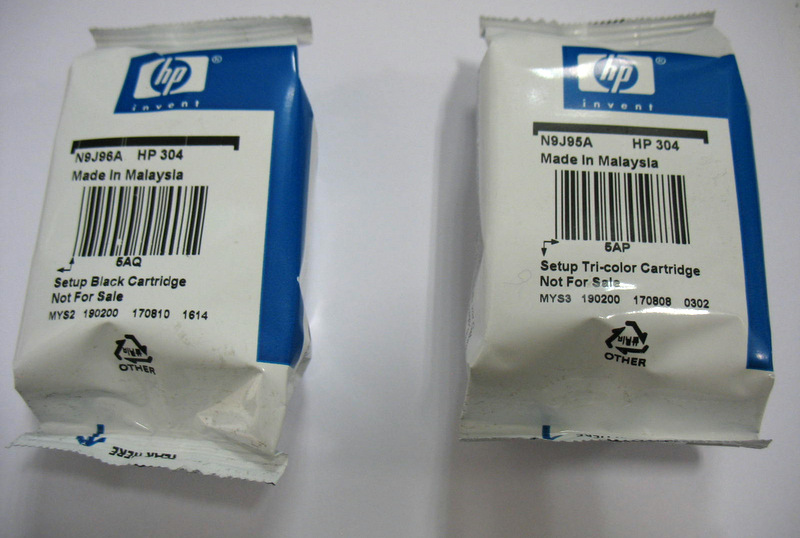 hp ®
invent
N9J96A HP 304
Made In Malaysia
5AQ
Setup Black Cartridge
Not For Sale
MYS2 190200 170810 1614
OTHER
hp ®
invent
N9J95A HP 304
Made In Malaysia
6AP
Setup Tri-color Cartridge
Not For Sale
MYS3 190200 170808 0302
OTHER